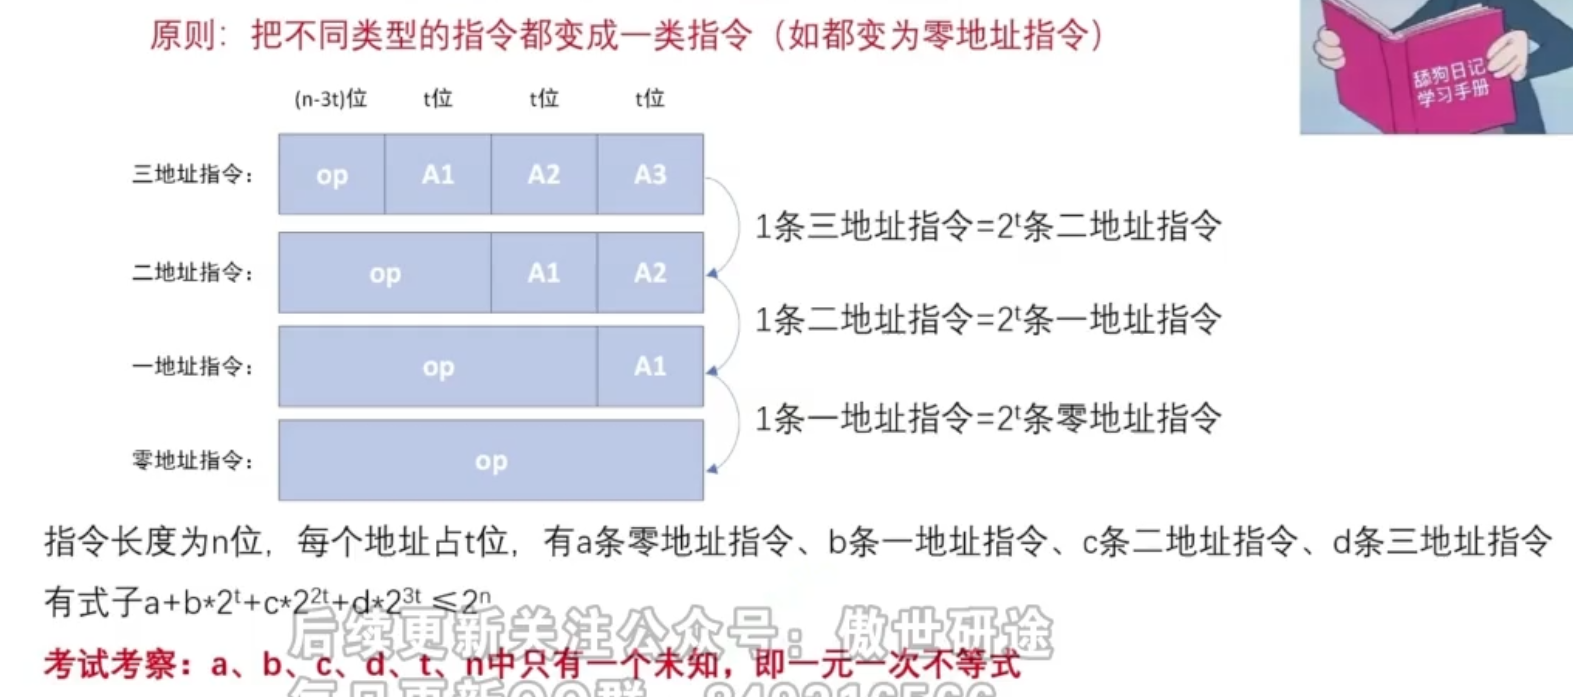 原则：把不同类型的指令都变成一类指令（如都变为零地址指令）
舔狗日记
学习手册
(n-3t)位 t位 t位 t位
三地址指令： op A1 A2 A3
1条三地址指令=2ᵗ条二地址指令
二地址指令： op A1 A2
1条二地址指令=2ᵗ条一地址指令
一地址指令： op A1
1条一地址指令=2ᵗ条零地址指令
零地址指令： op
指令长度为n位，每个地址占t位，有a条零地址指令、b条一地址指令、c条二地址指令、d条三地址指令
有式子a+b*2ᵗ+c*2²ᵗ+d*2³ᵗ ≤2ⁿ
后续更新关注公众号：傲世研途
考试考察：a、b、c、d、t、n中只有一个未知，即一元一次不等式